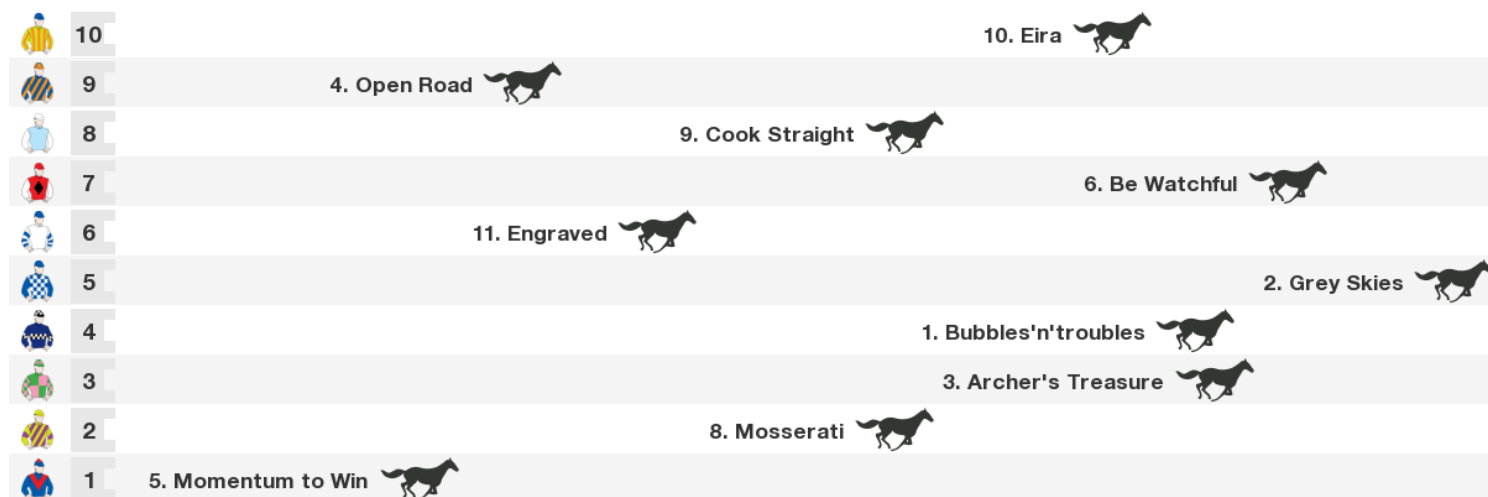 10 10. Eira
9 4. Open Road
8 9. Cook Straight
7 6. Be Watchful
6 11. Engraved
5 2. Grey Skies
4 1. Bubbles'n'troubles
3 3. Archer's Treasure
2 8. Mosserati
1 5. Momentum to Win